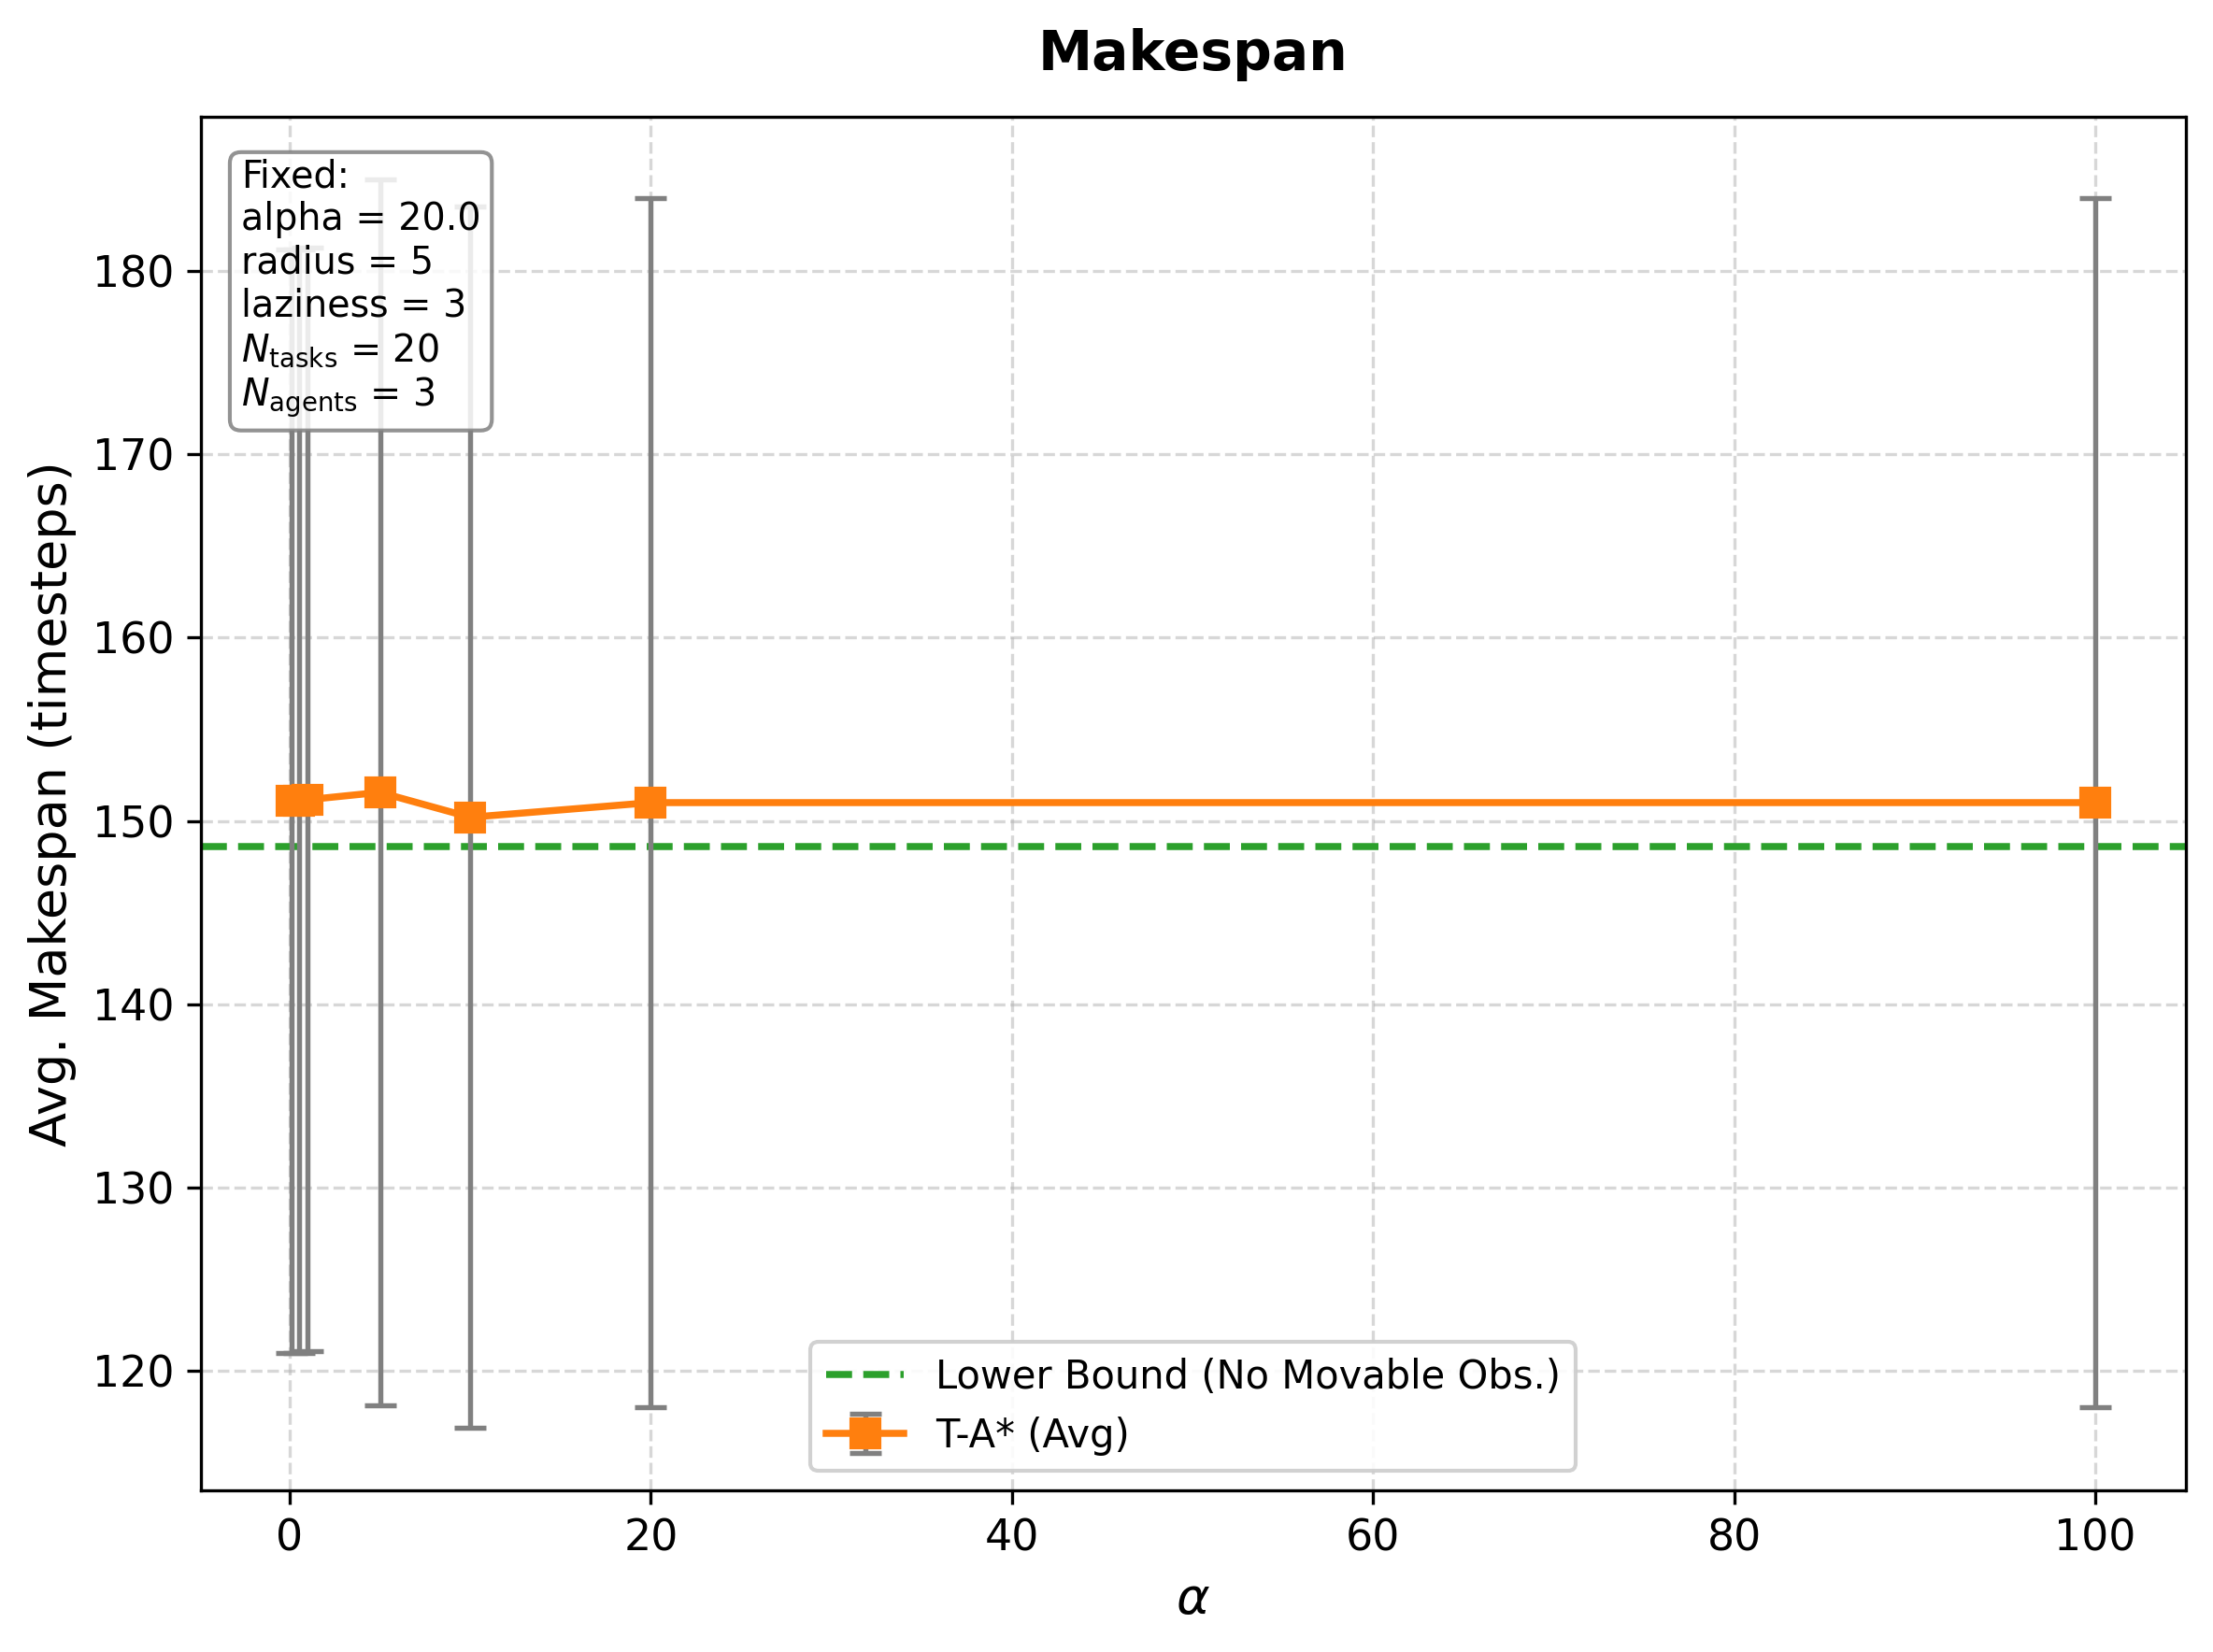 Makespan
Fixed:
alpha = 20.0
radius = 5
laziness = 3
N_tasks = 20
N_agents = 3
Avg. Makespan (timesteps)
180
170
160
150
140
130
120
Lower Bound (No Movable Obs.)
T-A* (Avg)
0 20 40 60 80 100
α